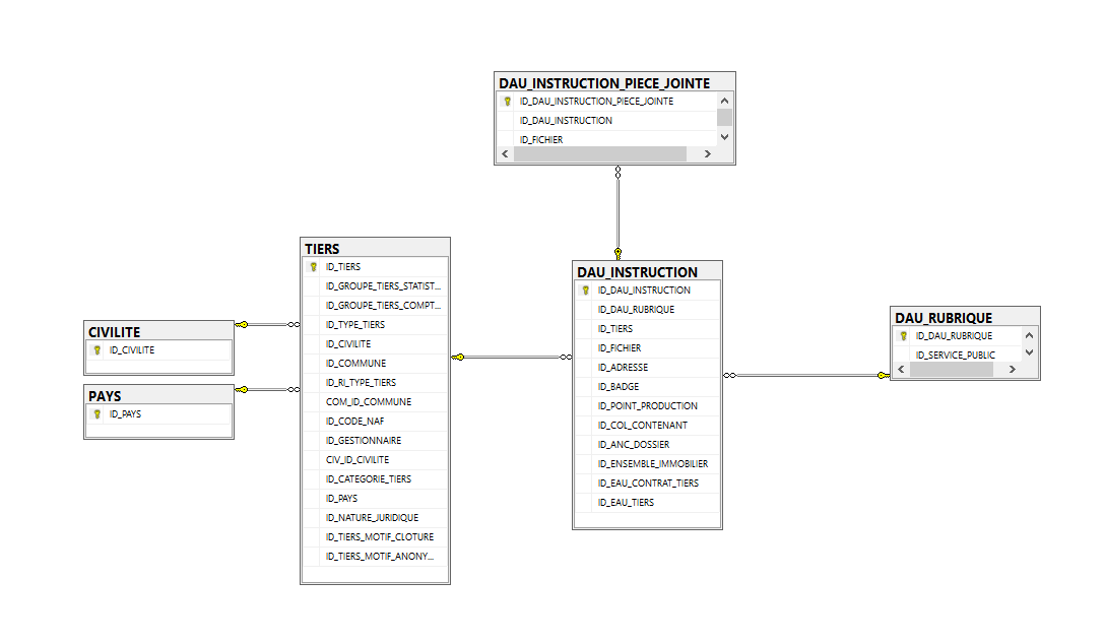 DAU_INSTRUCTION_PIECE_JOINTE
ID_DAU_INSTRUCTION_PIECE_JOINTE
ID_DAU_INSTRUCTION
ID_FICHIER
TIERS
ID_TIERS
ID_GROUPE_TIERS_STATIST...
ID_GROUPE_TIERS_COMPT...
ID_TYPE_TIERS
ID_CIVILITE
ID_COMMUNE
ID_RI_TYPE_TIERS
COM_ID_COMMUNE
ID_CODE_NAF
ID_GESTIONNAIRE
CIV_ID_CIVILITE
ID_CATEGORIE_TIERS
ID_PAYS
ID_NATURE_JURIDIQUE
ID_TIERS_MOTIF_CLOTURE
ID_TIERS_MOTIF_ANONY...
DAU_INSTRUCTION
ID_DAU_INSTRUCTION
ID_DAU_RUBRIQUE
ID_TIERS
ID_FICHIER
ID_ADRESSE
ID_BADGE
ID_POINT_PRODUCTION
ID_COL_CONTENANT
ID_ANC_DOSSIER
ID_ENSEMBLE_IMMOBILIER
ID_EAU_CONTRAT_TIERS
ID_EAU_TIERS
DAU_RUBRIQUE
ID_DAU_RUBRIQUE
ID_SERVICE_PUBLIC
CIVILITE
ID_CIVILITE
PAYS
ID_PAYS